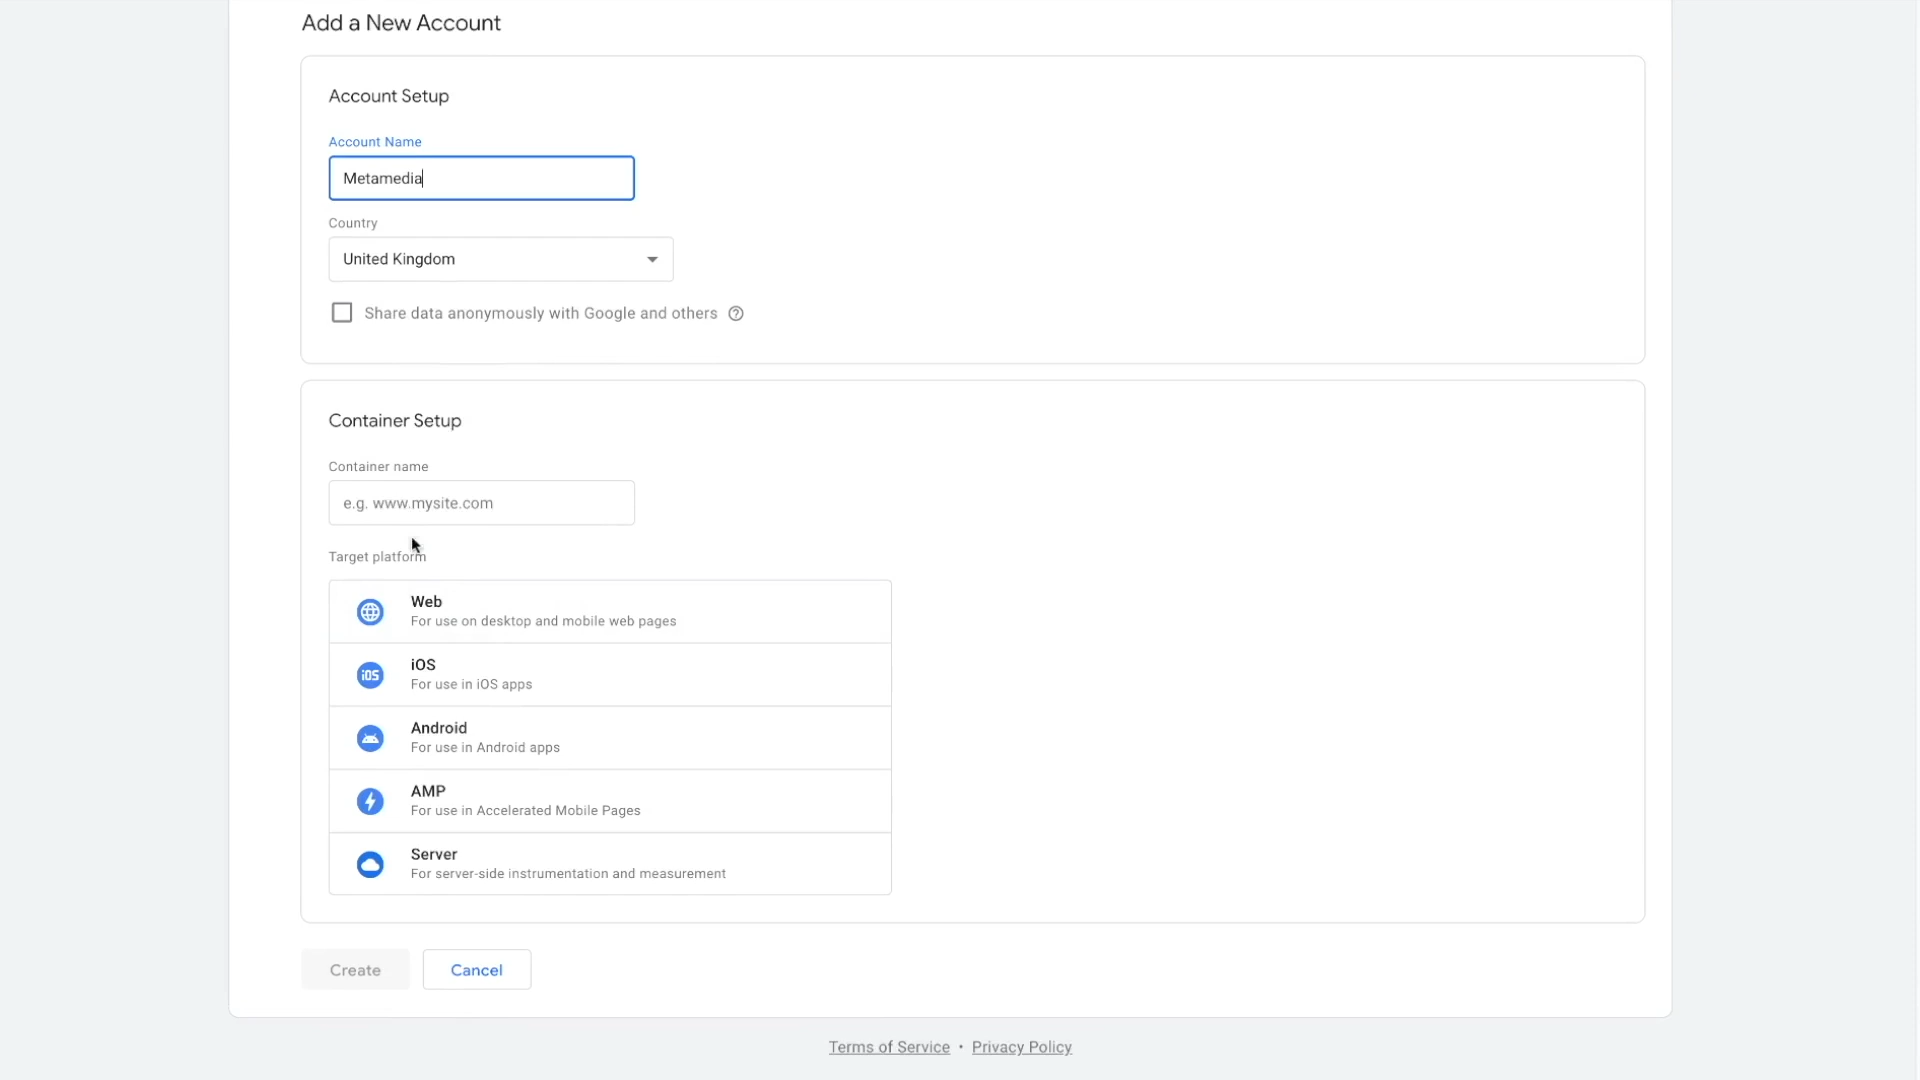 Add a New Account
Account Setup
Account Name
Metamedia
Country
United Kingdom
Share data anonymously with Google and others
Container Setup
Container name
e.g. www.mysite.com
Target platform
Web
For use on desktop and mobile web pages
iOS
iOS
For use in iOS apps
Android
For use in Android apps
AMP
For use in Accelerated Mobile Pages
Server
For server-side instrumentation and measurement
Create Cancel
Terms of Service • Privacy Policy